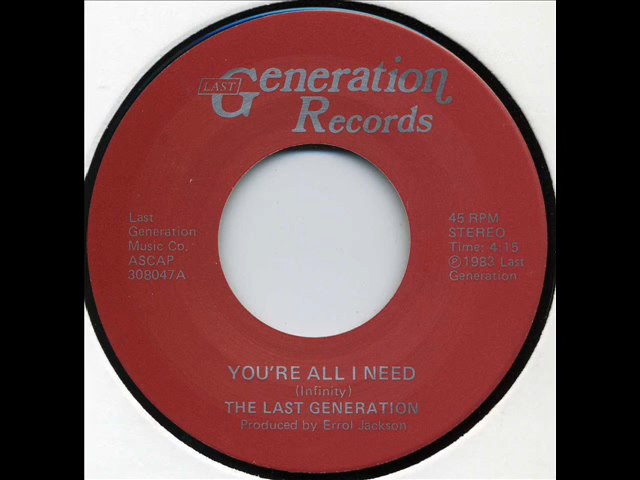 LAST Generation
Records
Last
Generation
Music Co.
ASCAP
308047A
45 RPM
STEREO
Time: 4:15
Ⓟ1983 Last
Generation
YOU'RE ALL I NEED
(Infinity)
THE LAST GENERATION
Produced by Errol Jackson